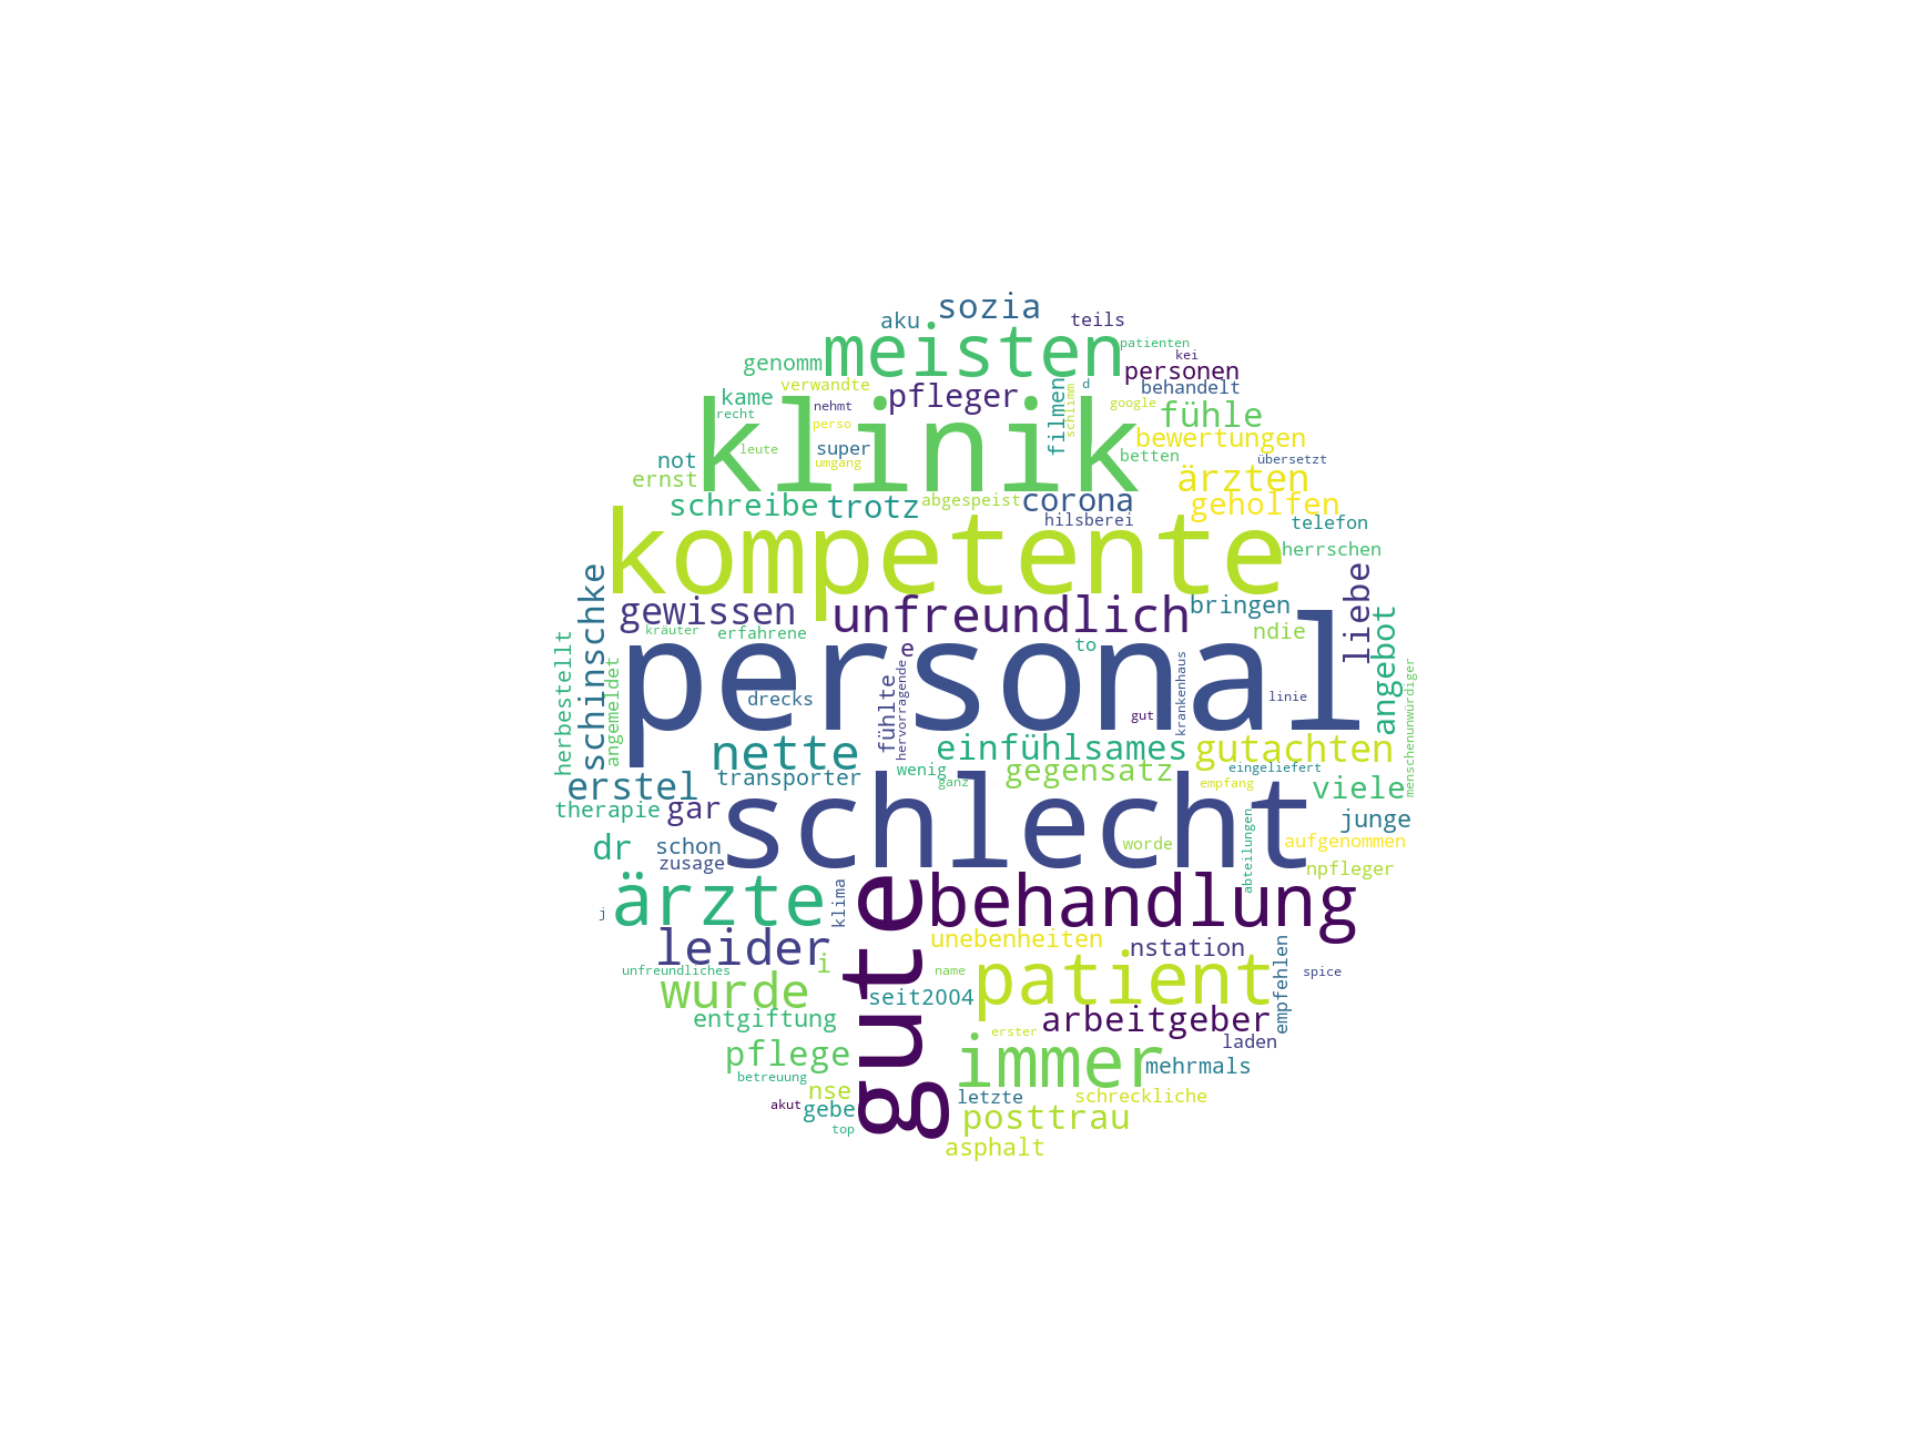 sozia
aku
teils
meisten
patienten
kei
genomm
personen
verwandte
d
behandelt
pfleger
filmen
schlimm
kame
nehmt
google
fühle
recht
klinik
perso
bewertungen
leute
super
betten
umgang
not
übersetzt
ernst
ärzten
schreibe
trotz
abgespeist
corona
geholfen
hilsberei
telefon
kompetente
herrschen
schinschke
liebe
gewissen
unfreundlich
bringen
kräuter
erfahrene
ndie
to
e
angebot
herbestellt
angemeldet
personal
menschenunwürdiger
drecks
fühlte
hervorragende
krankenhaus
linie
gut
nette
einfühlsames
gutachten
erstel
transporter
wenig
ganz
gegensatz
eingeliefert
empfang
viele
therapie
gar
schlecht
junge
dr
schon
zusage
worde
abteilungen
aufgenommen
npfleger
ärzte
klima
gute
behandlung
j
leider
i
unebenheiten
nstation
unfreundliches
name
patient
empfehlen
spice
wurde
seit2004
entgiftung
arbeitgeber
erster
laden
pflege
immer
mehrmals
betreuung
nse
akut
gebe
letzte
schreckliche
top
posttrau
asphalt